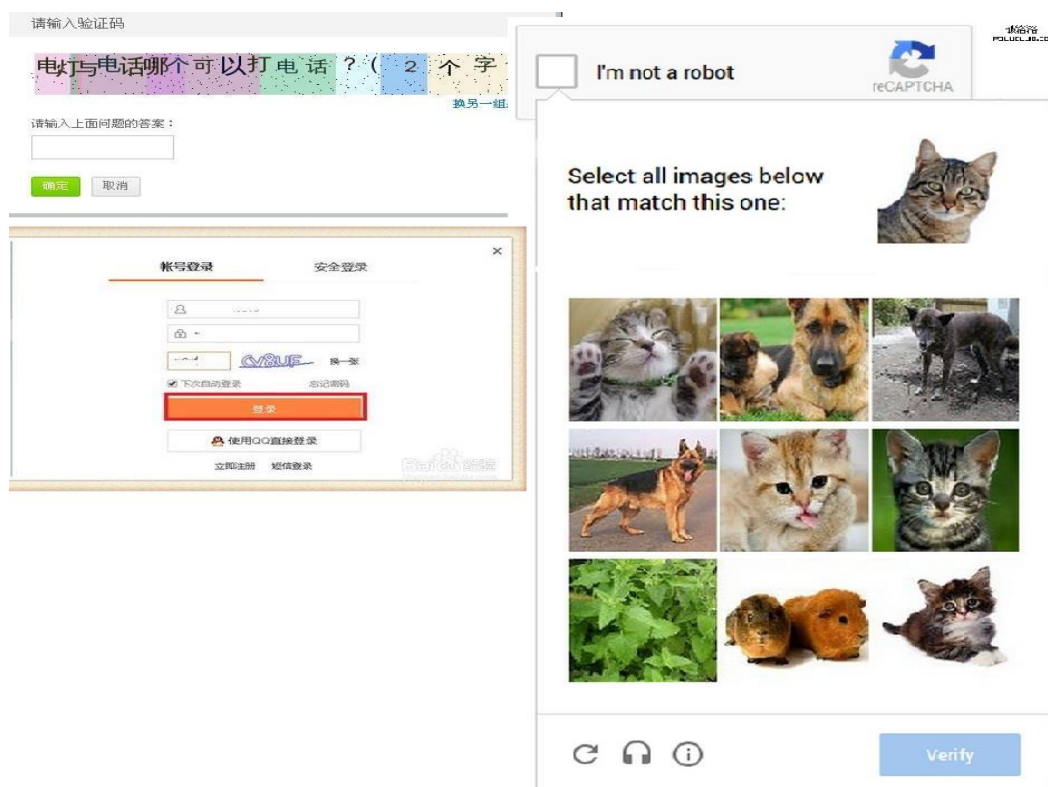 请输入验证码
电灯与电话哪个可以打电话？（2个字
换另一组
请输入上面问题的答案：
确定 取消
帐号登录 安全登录
换一张
下次自动登录 忘记密码
登录
使用QQ直接登录
立即注册 短信登录
I'm not a robot
reCAPTCHA
Select all images below
that match this one:
Verify